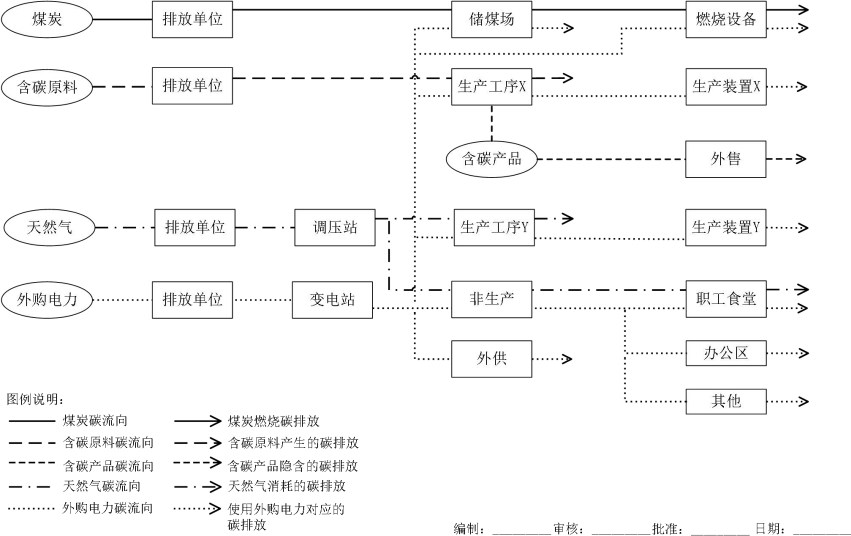 煤炭 排放单位 储煤场 燃烧设备
含碳原料 排放单位 生产工序X 生产装置X
含碳产品 外售
天然气 排放单位 调压站 生产工序Y 生产装置Y
外购电力 排放单位 变电站 非生产 职工食堂
外供 办公区
其他
图例说明：
煤炭碳流向 煤炭燃烧碳排放
含碳原料碳流向 含碳原料产生的碳排放
含碳产品碳流向 含碳产品隐含的碳排放
天然气碳流向 天然气消耗的碳排放
外购电力碳流向 使用外购电力对应的
碳排放
编制：________ 审核：________ 批准：________ 日期：________